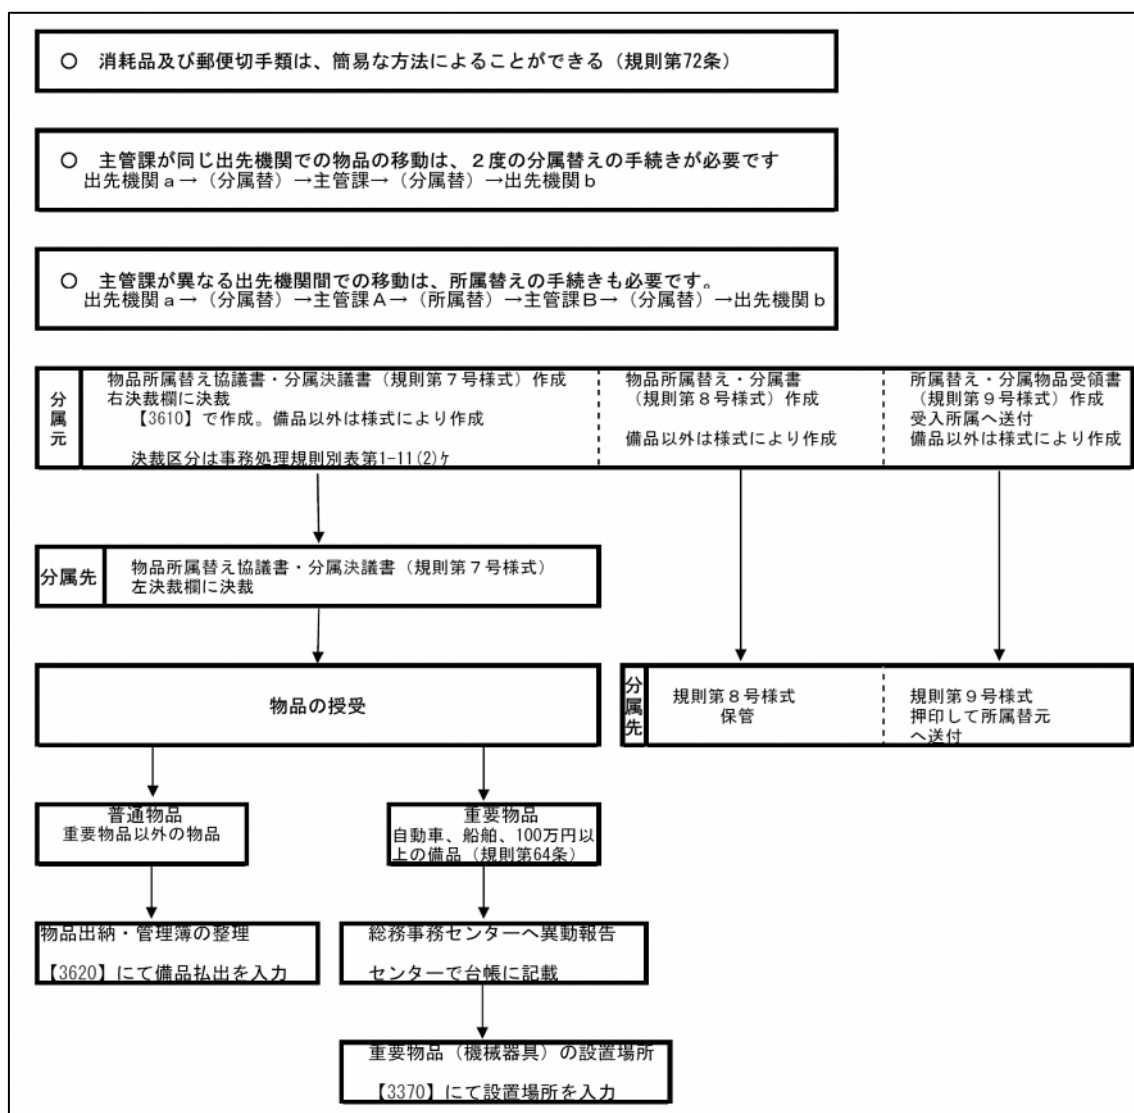 ○　消耗品及び郵便切手類は、簡易な方法によることができる（規則第72条）
○　主管課が同じ出先機関での物品の移動は、２度の分属替えの手続きが必要です
出先機関ａ→（分属替）→主管課→（分属替）→出先機関ｂ
○　主管課が異なる出先機関間での移動は、所属替えの手続きも必要です。
出先機関ａ→（分属替）→主管課Ａ→（所属替）→主管課Ｂ→（分属替）→出先機関ｂ
分属元
物品所属替え協議書・分属決議書（規則第７号様式）作成
右決裁欄に決裁
【3610】で作成。備品以外は様式により作成
決裁区分は事務処理規則別表第1-11(2)ｹ
物品所属替え・分属書
（規則第８号様式）作成
備品以外は様式により作成
所属替え・分属物品受領書
（規則第９号様式）作成
受入所属へ送付
備品以外は様式により作成
分属先
物品所属替え協議書・分属決議書（規則第７号様式）
左決裁欄に決裁
物品の授受
分属先
規則第８号様式
保管
規則第９号様式
押印して所属替元
へ送付
普通物品
重要物品以外の物品
重要物品
自動車、船舶、100万円以
上の備品（規則第64条）
物品出納・管理簿の整理
【3620】にて備品払出を入力
総務事務センターへ異動報告
センターで台帳に記載
重要物品（機械器具）の設置場所
【3370】にて設置場所を入力